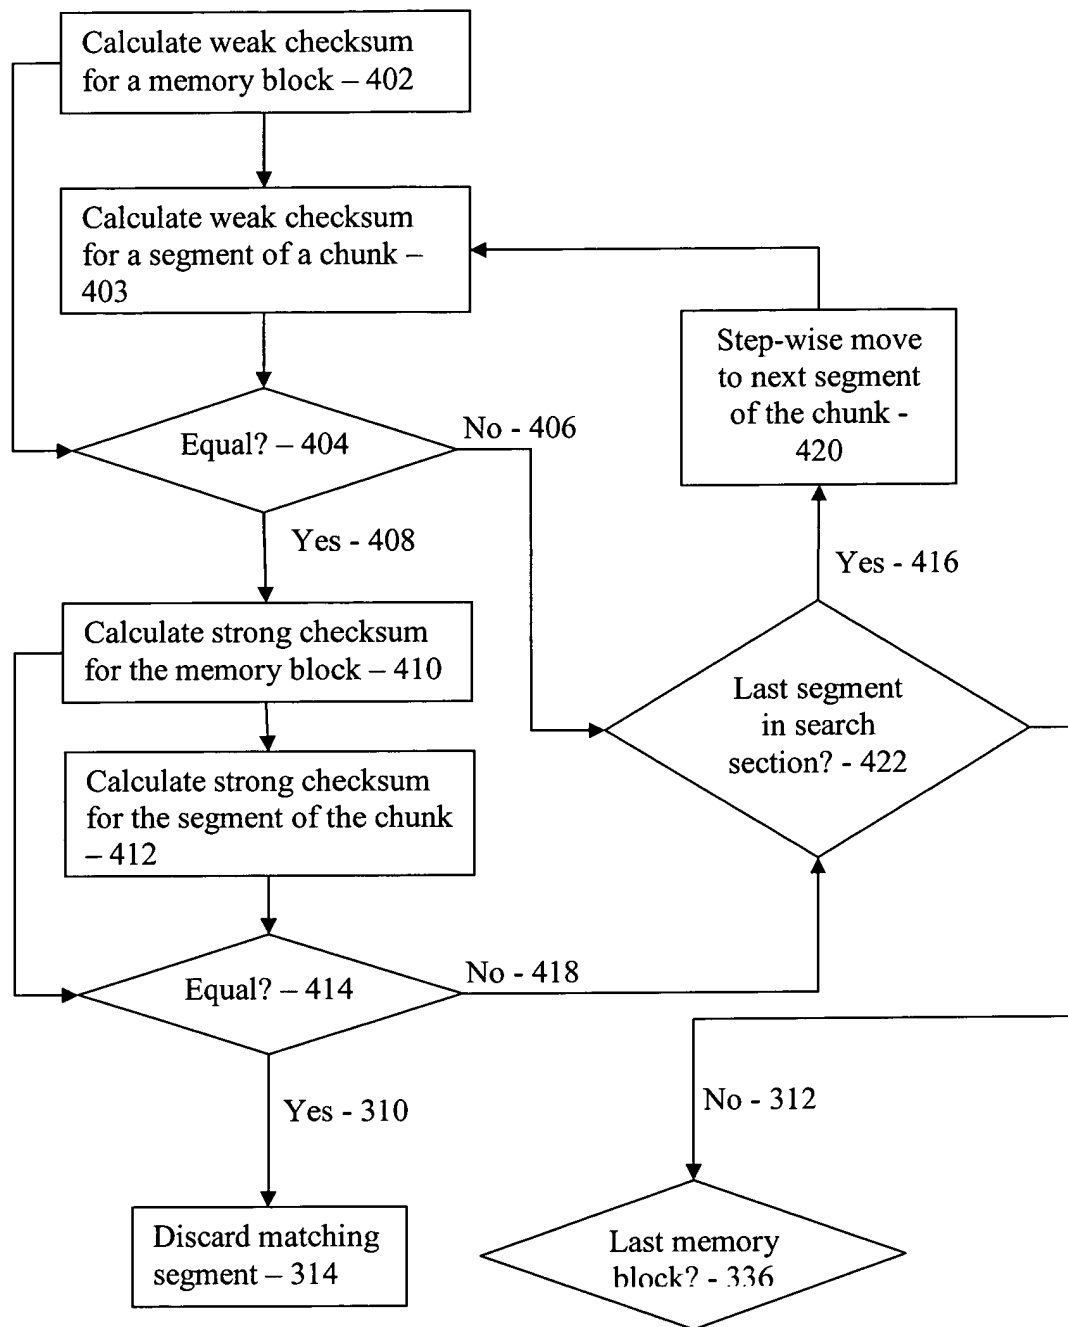 Calculate weak checksum
for a memory block – 402
Calculate weak checksum
for a segment of a chunk –
403
Step-wise move
to next segment
of the chunk -
420
No - 406
Equal? – 404
Yes - 408
Yes - 416
Calculate strong checksum
for the memory block – 410
Last segment
in search
section? - 422
Calculate strong checksum
for the segment of the chunk
– 412
No - 418
Equal? – 414
Yes - 310
No - 312
Discard matching
segment – 314
Last memory
block? - 336